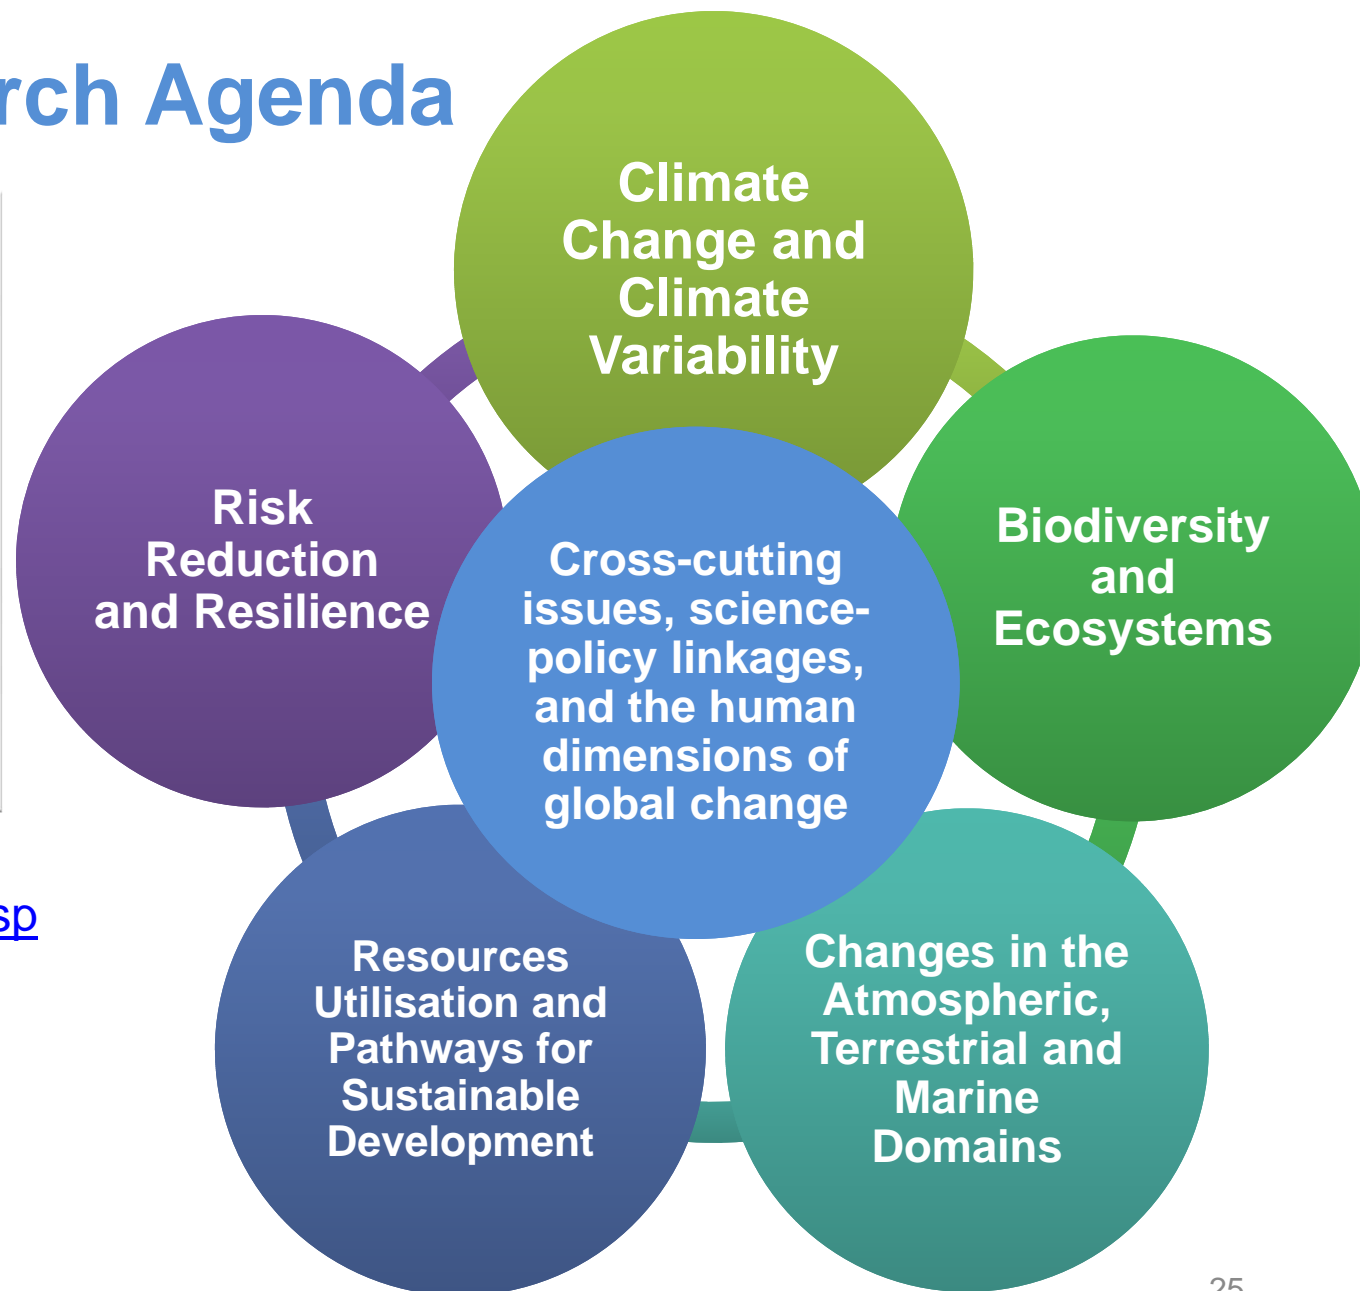 rch Agenda
Climate
Change and
Climate
Variability
Risk
Reduction
and Resilience
Biodiversity
and
Ecosystems
Cross-cutting
issues, science-
policy linkages,
and the human
dimensions of
global change
sp
Resources
Utilisation and
Pathways for
Sustainable
Development
Changes in the
Atmospheric,
Terrestrial and
Marine
Domains
25